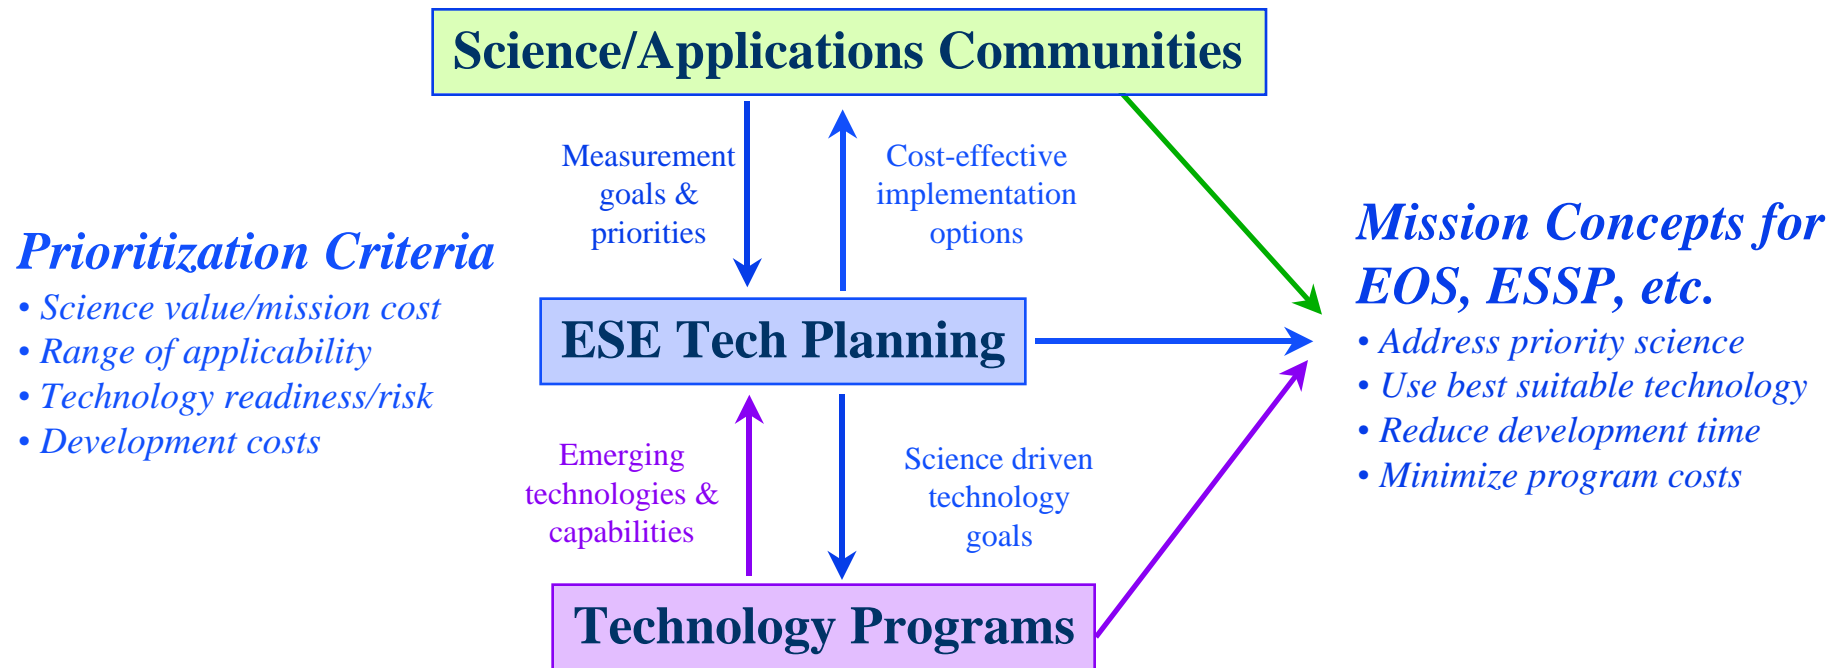 Science/Applications Communities
Measurement
goals &
priorities
Cost-effective
implementation
options
Prioritization Criteria
• Science value/mission cost
• Range of applicability
• Technology readiness/risk
• Development costs
ESE Tech Planning
Mission Concepts for
EOS, ESSP, etc.
• Address priority science
• Use best suitable technology
• Reduce development time
• Minimize program costs
Emerging
technologies &
capabilities
Science driven
technology
goals
Technology Programs